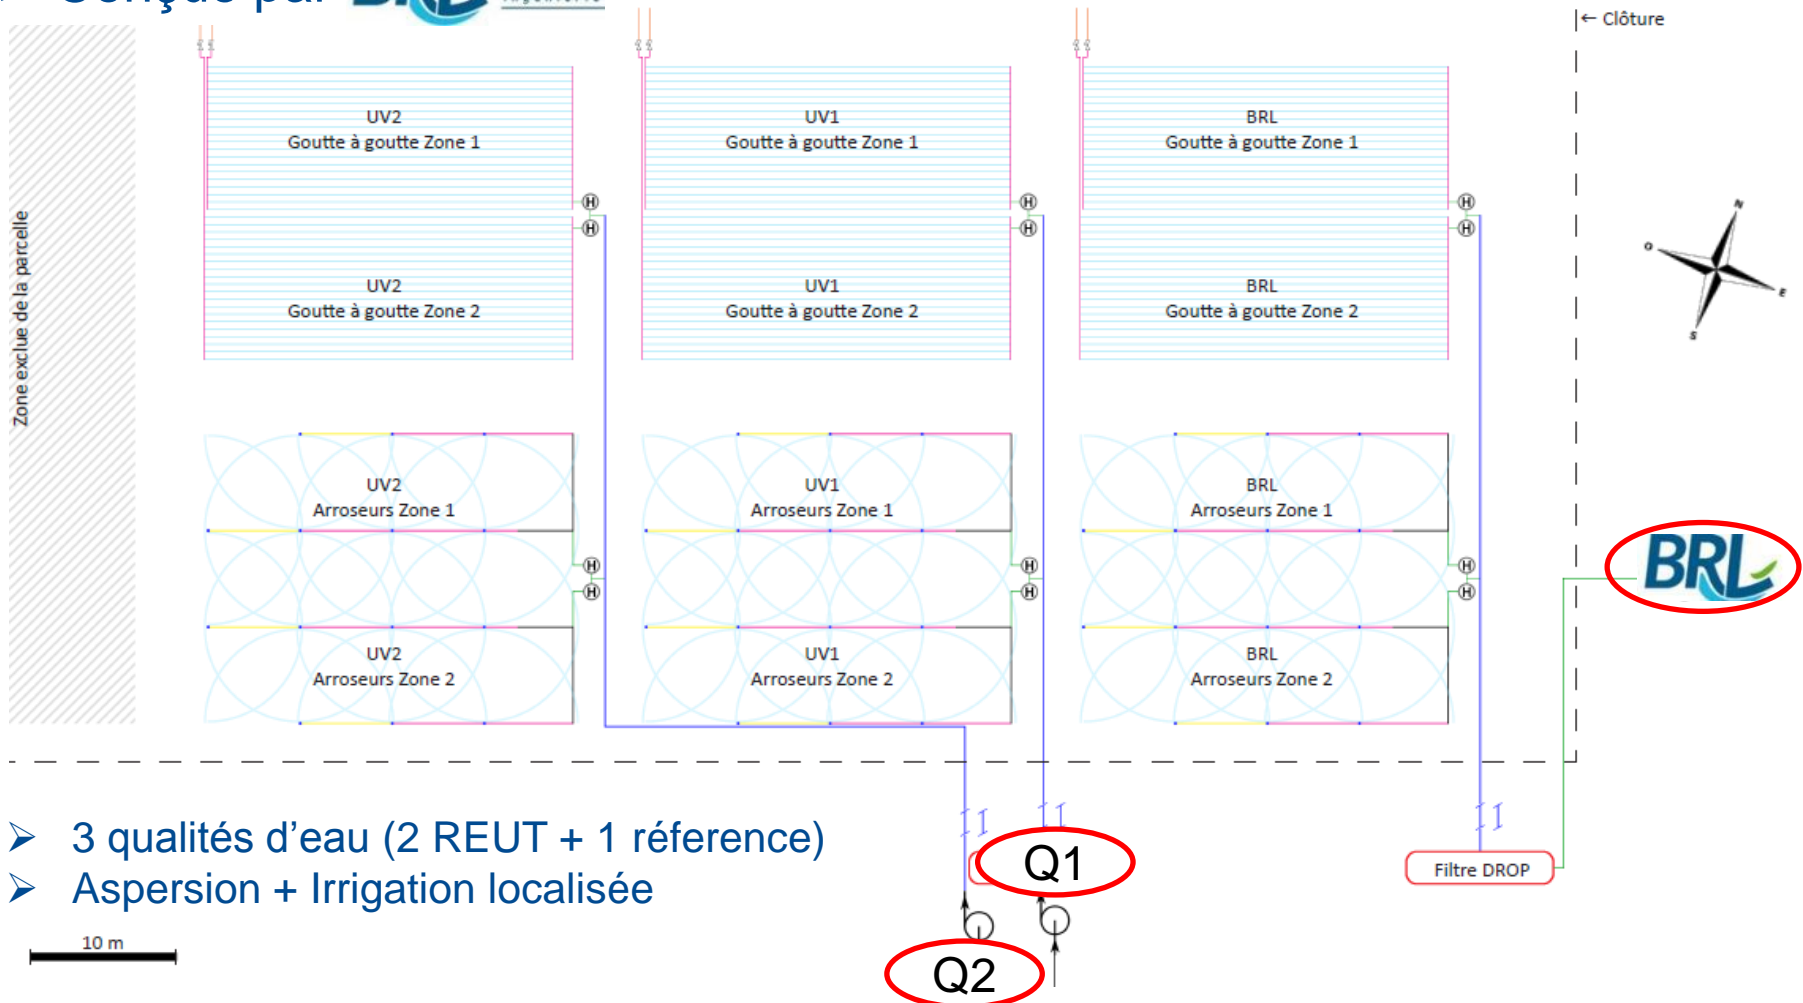 BRL
← Clôture
UV2
Goutte à goutte Zone 1
UV1
Goutte à goutte Zone 1
BRL
Goutte à goutte Zone 1
H
H
H
H
H
H
UV2
Goutte à goutte Zone 2
UV1
Goutte à goutte Zone 2
BRL
Goutte à goutte Zone 2
Zone exclue de la parcelle
N
O
E
S
UV2
Arroseurs Zone 1
UV1
Arroseurs Zone 1
BRL
Arroseurs Zone 1
H
H
H
H
H
H
BRL
UV2
Arroseurs Zone 2
UV1
Arroseurs Zone 2
BRL
Arroseurs Zone 2
➢ 3 qualités d'eau (2 REUT + 1 réference)
➢ Aspersion + Irrigation localisée
Q1
Filtre DROP
Q2
10 m